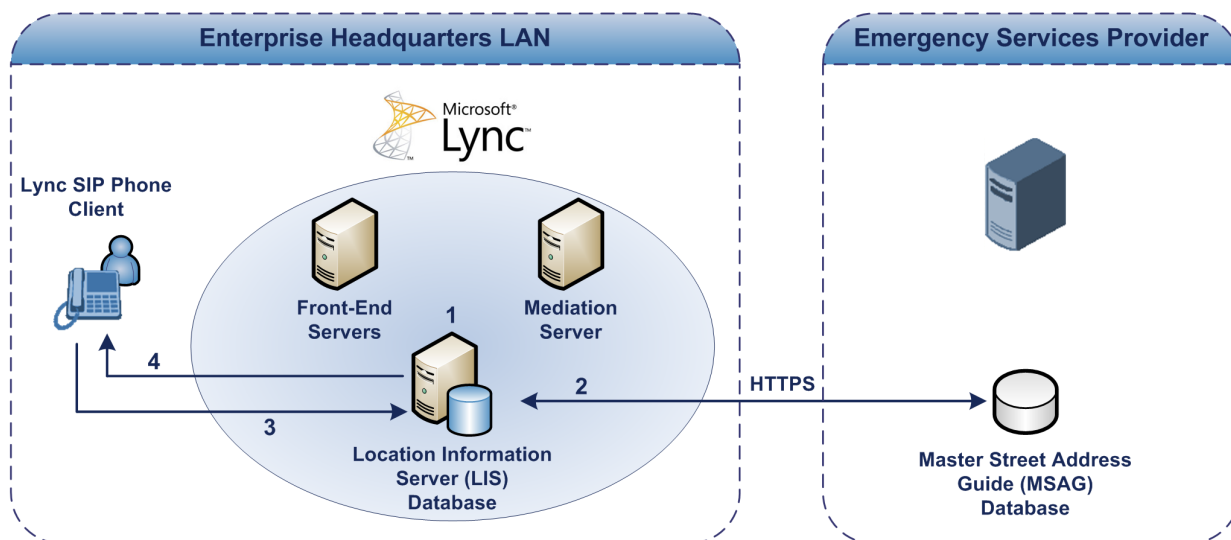 Enterprise Headquarters LAN
Emergency Services Provider
Microsoft®
Lync™
TM
Lync SIP Phone
Client
Front-End
Servers
Mediation
Server
1
4
2
HTTPS
3
Location Information
Server (LIS)
Database
Master Street Address
Guide (MSAG)
Database